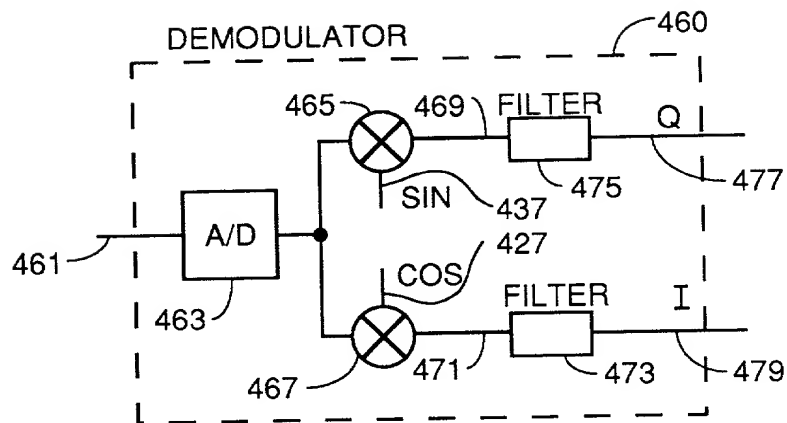 DEMODULATOR
460
465
469
FILTER
Q
475
477
SIN
437
A/D
461
463
427
COS
FILTER
I
467
471
473
479